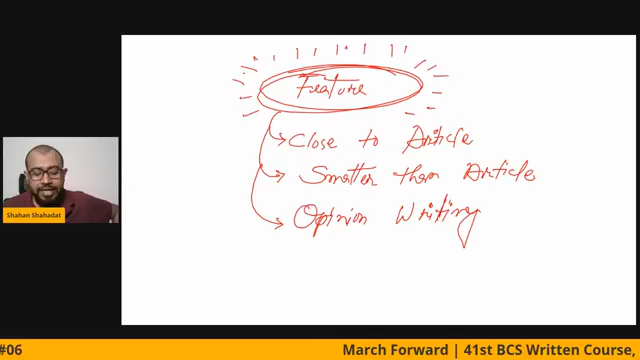 Feature
Close to Article
Smaller than Article
Opinion Writing
Shahan Shahadat
#06
March Forward | 41st BCS Written Course,